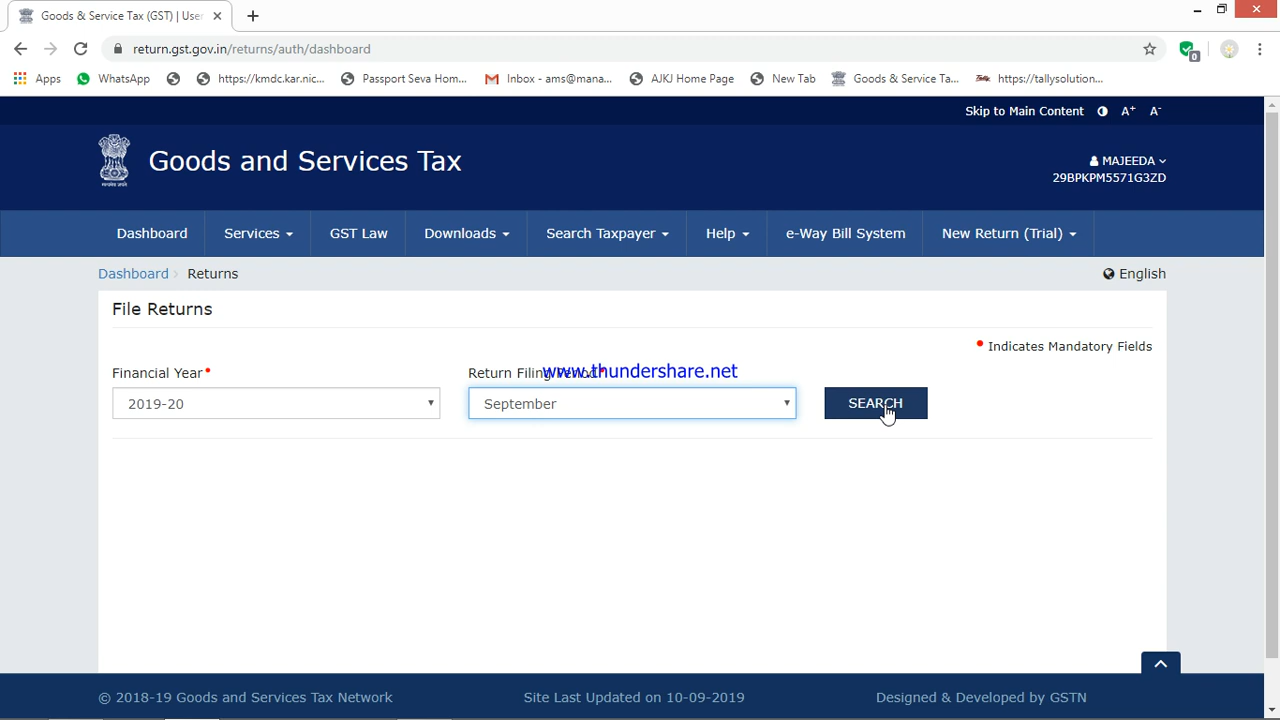 Goods & Service Tax (GST) | User
return.gst.gov.in/returns/auth/dashboard
Apps WhatsApp https://kmdc.kar.nic... Passport Seva Hom... Inbox - ams@mana... AJKJ Home Page New Tab Goods & Service Ta... https://tallysolution...
0
Skip to Main Content A+ A-
Goods and Services Tax
MAJEEDA
29BPKPM5571G3ZD
Dashboard Services GST Law Downloads Search Taxpayer Help e-Way Bill System New Return (Trial)
Dashboard Returns English
File Returns
• Indicates Mandatory Fields
Financial Year • Return Filing Period •
www.thundershare.net
2019-20 September SEARCH
© 2018-19 Goods and Services Tax Network Site Last Updated on 10-09-2019 Designed & Developed by GSTN